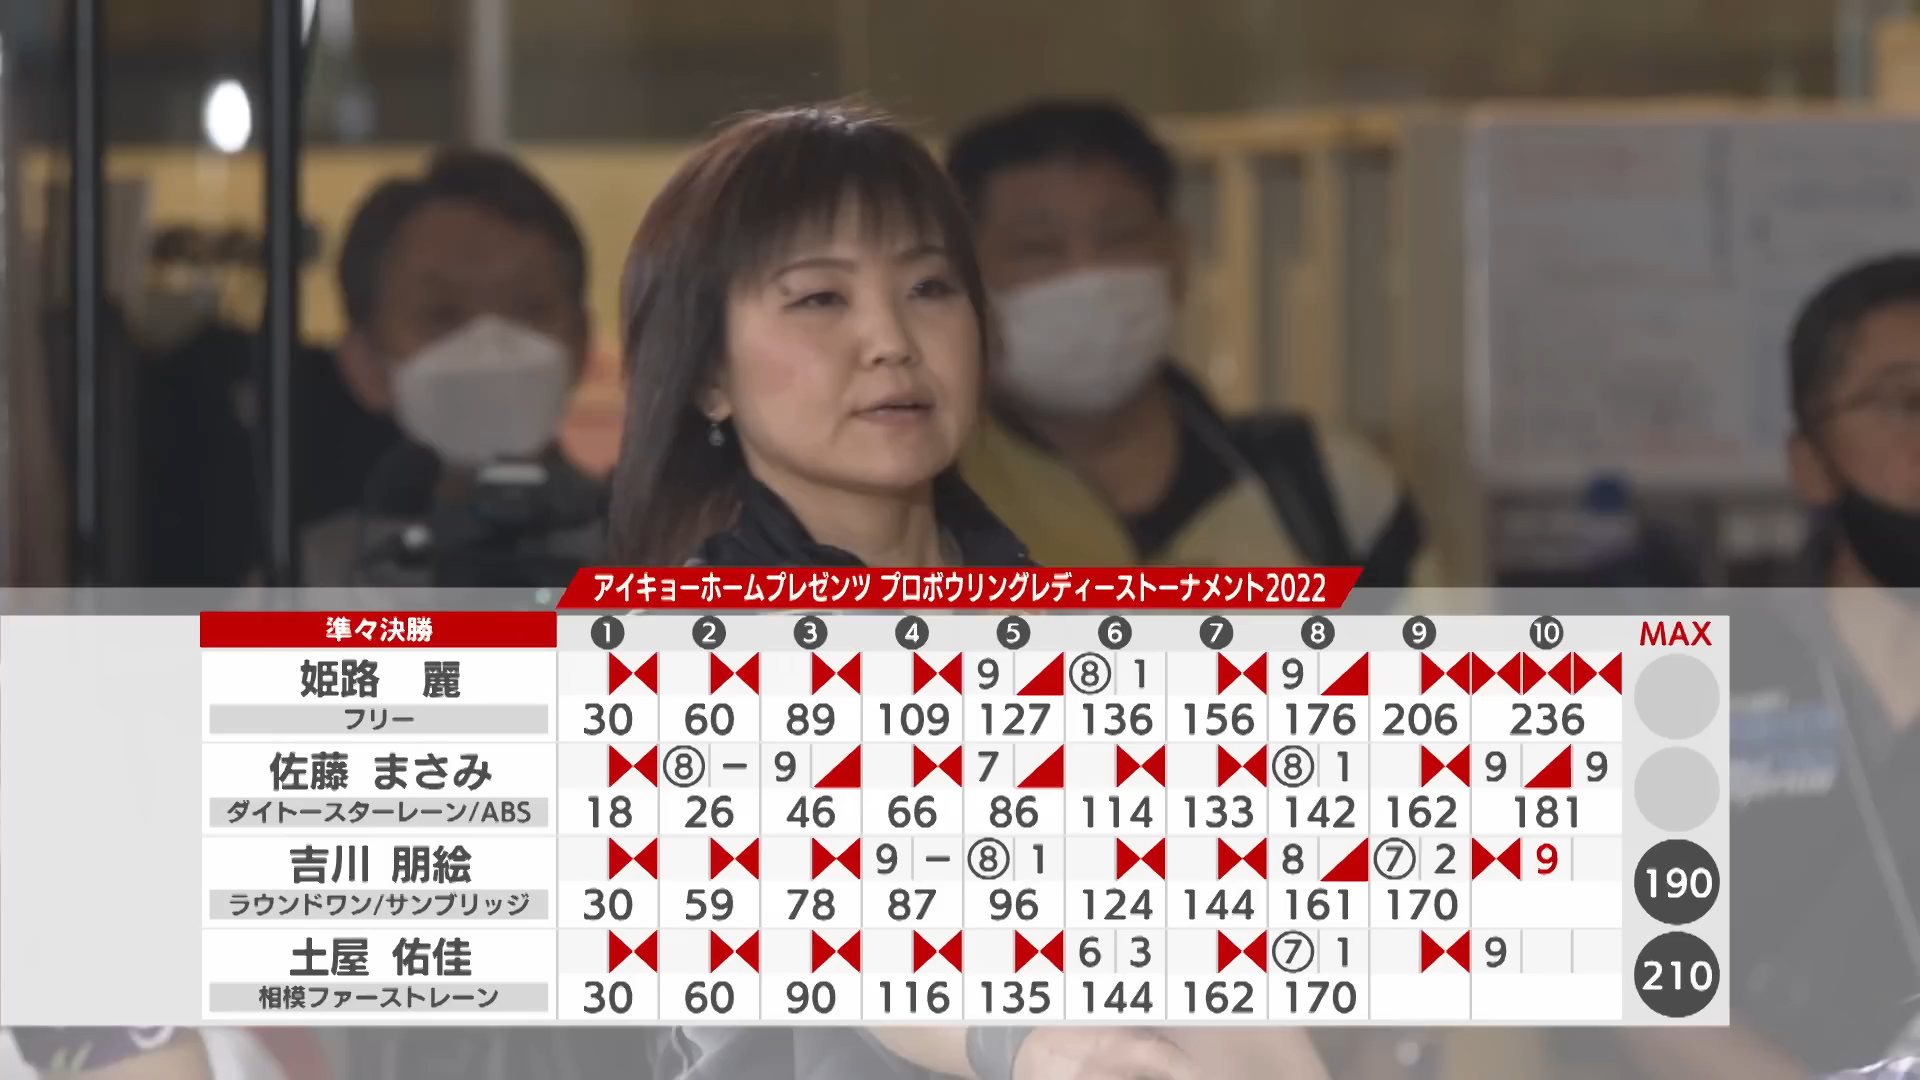 アイキョーホームプレゼンツ プロボウリングレディーストーナメント2022
準々決勝 1 2 3 4 5 6 7 8 9 10 MAX
姫路 麗 9 8 1 9
フリー 30 60 89 109 127 136 156 176 206 236
佐藤 まさみ 8 - 9 7 8 1 9 9
ダイトースターレーン/ABS 18 26 46 66 86 114 133 142 162 181
吉川 朋絵 9 - 8 1 8 7 2 9 190
ラウンドワン/サンブリッジ 30 59 78 87 96 124 144 161 170
土屋 佑佳 6 3 7 1 9 210
相模ファーストレーン 30 60 90 116 135 144 162 170